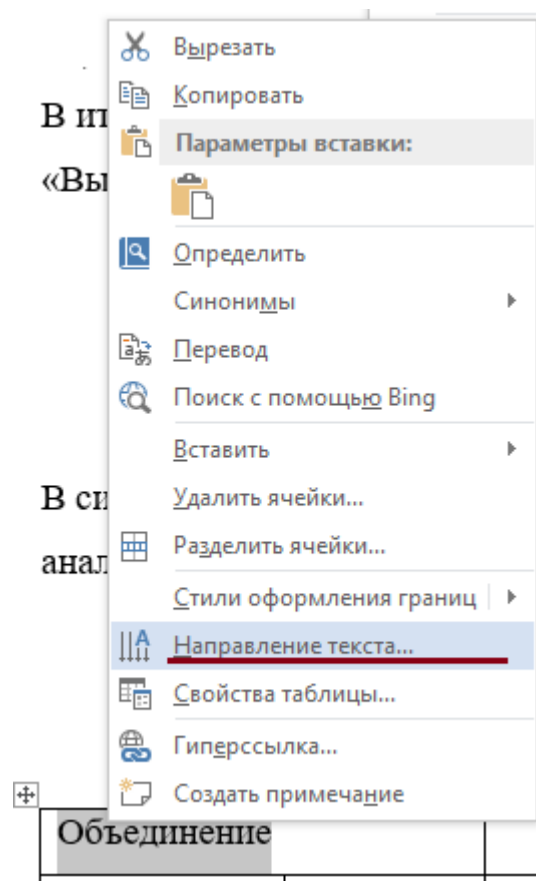 Вырезать
В ит
Копировать
Параметры вставки:
«Вы
Определить
Синонимы
Перевод
Поиск с помощью Bing
Вставить
В си
Удалить ячейки...
Разделить ячейки...
анал
Стили оформления границ
Направление текста...
Свойства таблицы...
Гиперссылка...
Создать примечание
Объединение